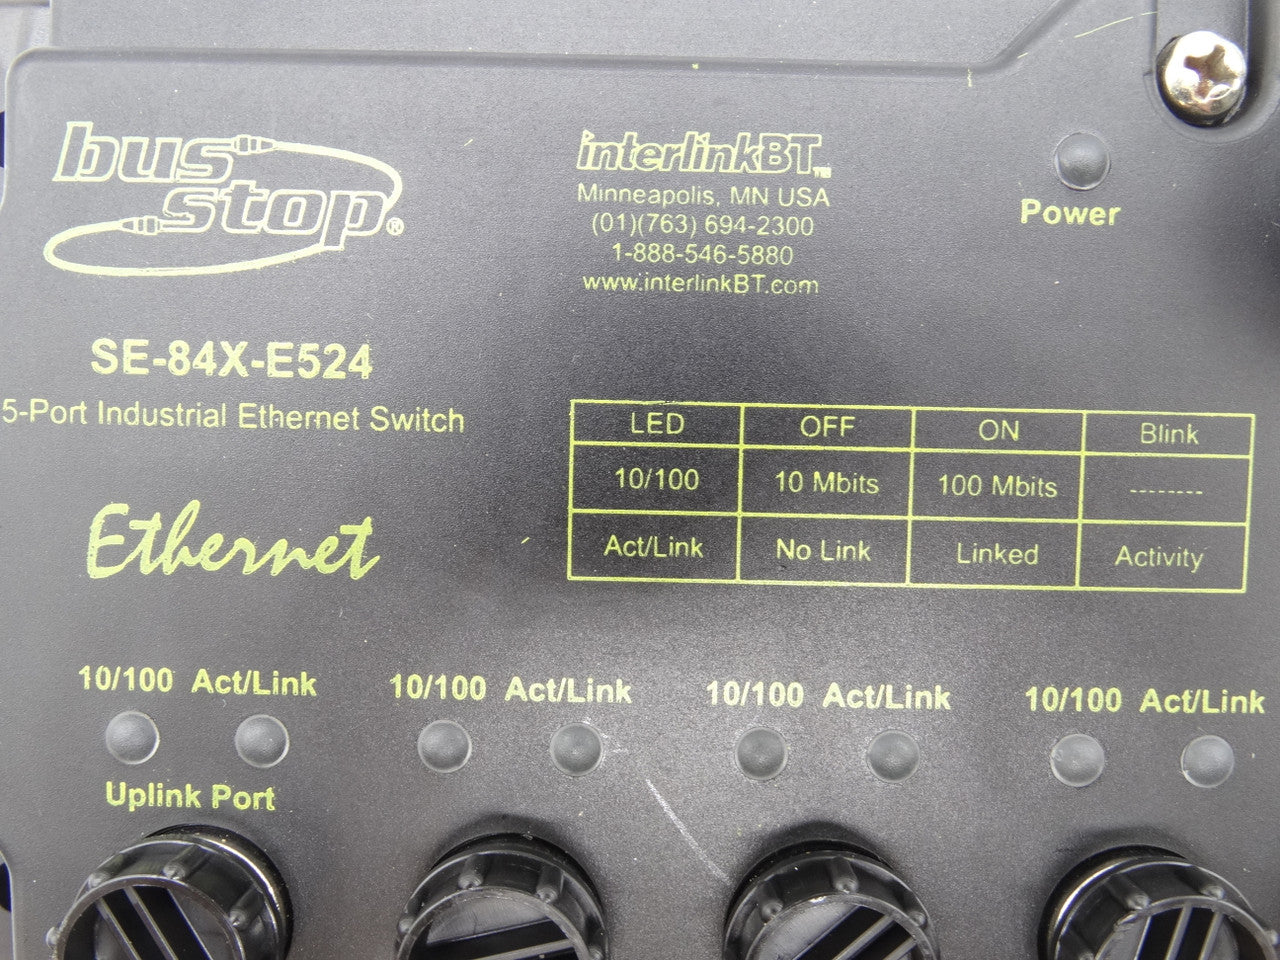 bus
stop®
interlinkBT™
Minneapolis, MN USA
(01)(763) 694-2300
1-888-546-5880
www.interlinkBT.com
Power
SE-84X-E524
5-Port Industrial Ethernet Switch
Ethernet
LED OFF ON Blink
10/100 10 Mbits 100 Mbits --------
Act/Link No Link Linked Activity
10/100 Act/Link 10/100 Act/Link 10/100 Act/Link 10/100 Act/Link
Uplink Port